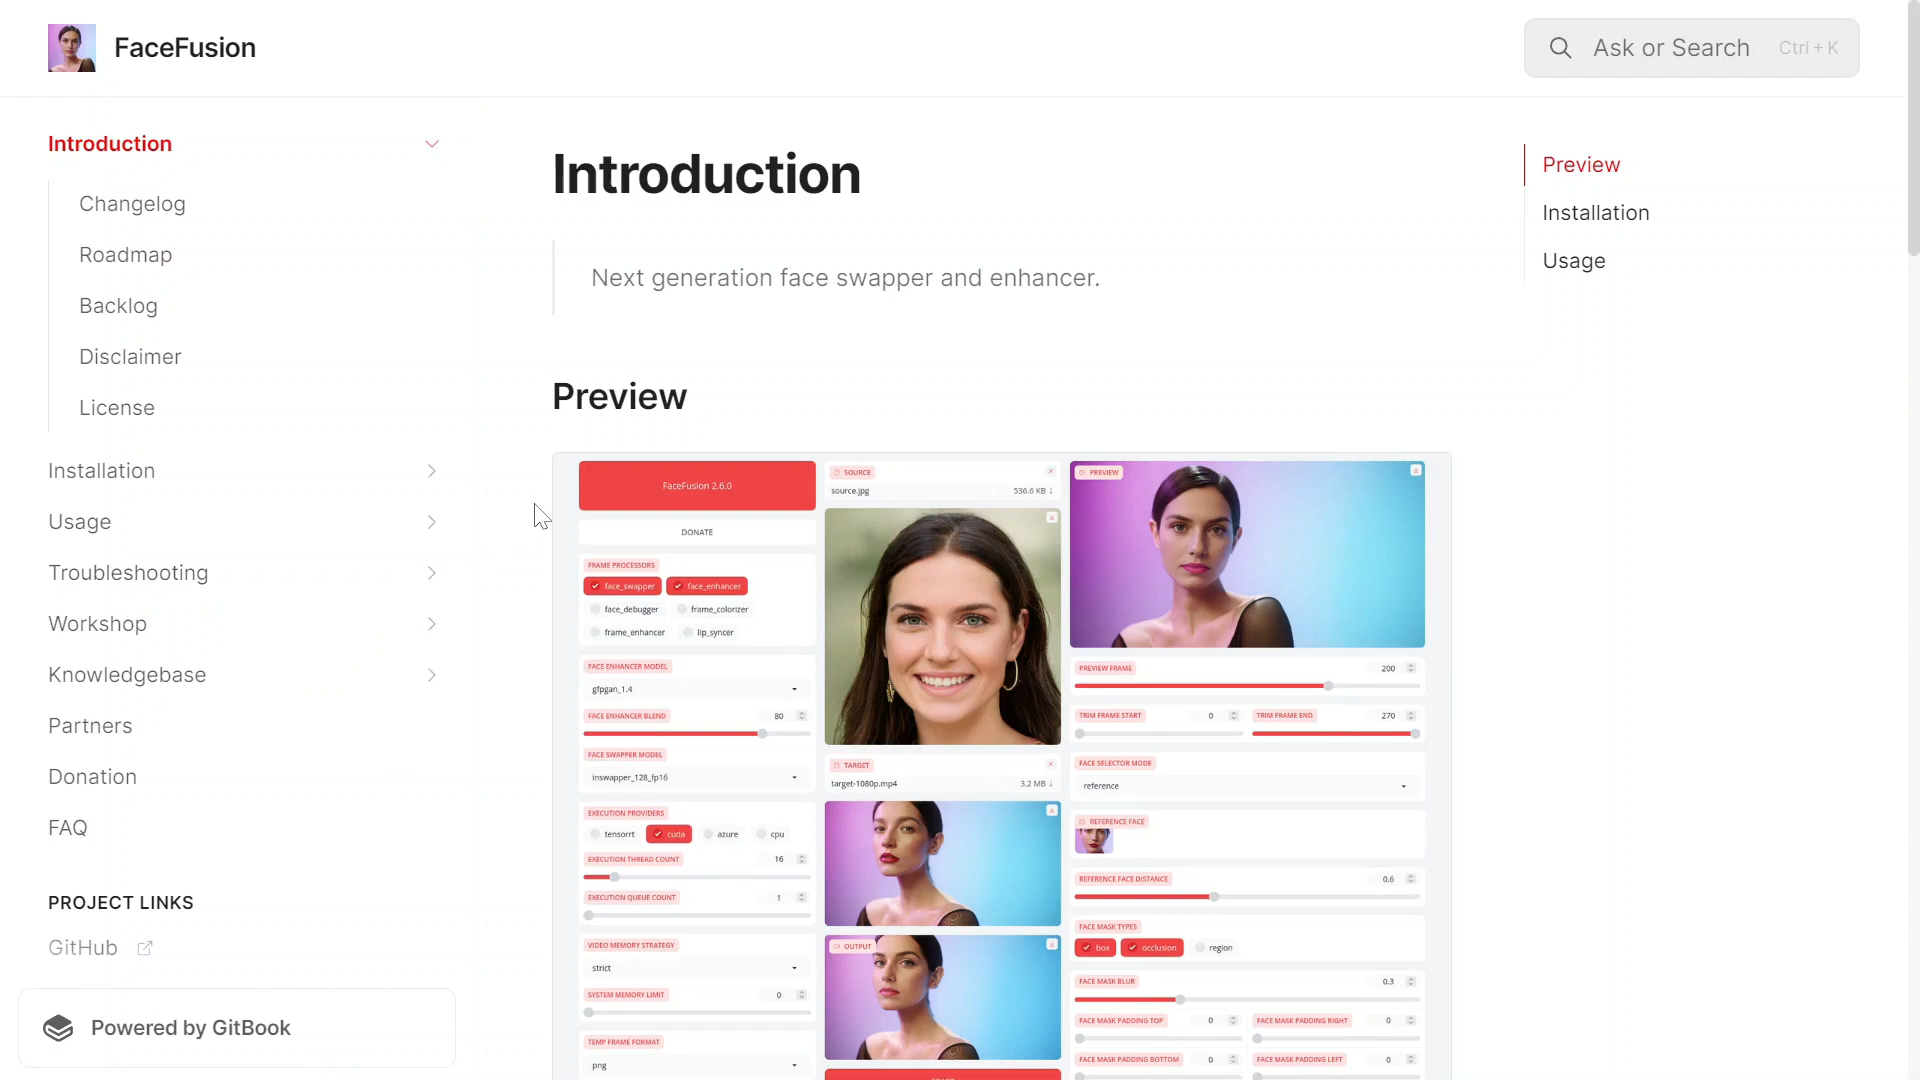 FaceFusion
Ask or Search
Ctrl + K
Introduction
Changelog
Roadmap
Backlog
Disclaimer
License
Installation
Usage
Troubleshooting
Workshop
Knowledgebase
Partners
Donation
FAQ
PROJECT LINKS
GitHub
Powered by GitBook
Introduction
Next generation face swapper and enhancer.
Preview
FaceFusion 2.6.0
DONATE
FRAME PROCESSORS
face_swapper
face_enhancer
face_debugger
frame_colorizer
frame_enhancer
lip_syncer
FACE ENHANCER MODEL
gfpgan_1.4
FACE ENHANCER BLEND
80
FACE SWAPPER MODEL
inswapper_128_fp16
EXECUTION PROVIDERS
tensorrt
cuda
azure
cpu
EXECUTION THREAD COUNT
16
EXECUTION QUEUE COUNT
1
VIDEO MEMORY STRATEGY
strict
SYSTEM MEMORY LIMIT
0
TEMP FRAME FORMAT
png
SOURCE
source.jpg
536.6 KB ↓
TARGET
target-1080p.mp4
3.2 MB ↓
OUTPUT
PREVIEW
PREVIEW FRAME
200
TRIM FRAME START
0
TRIM FRAME END
270
FACE SELECTOR MODE
reference
REFERENCE FACE
REFERENCE FACE DISTANCE
0.6
FACE MASK TYPES
box
occlusion
region
FACE MASK BLUR
0.3
FACE MASK PADDING TOP
0
FACE MASK PADDING RIGHT
0
FACE MASK PADDING BOTTOM
0
FACE MASK PADDING LEFT
0
Preview
Installation
Usage